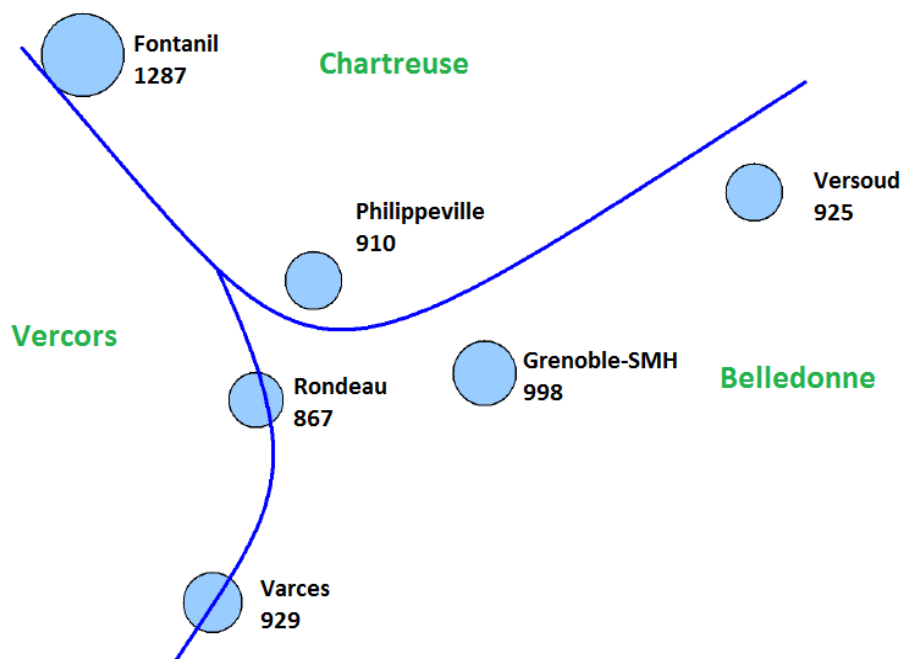 Fontanil
1287
Chartreuse
Versoud
925
Philippeville
910
Vercors
Grenoble-SMH
998
Belledonne
Rondeau
867
Varces
929